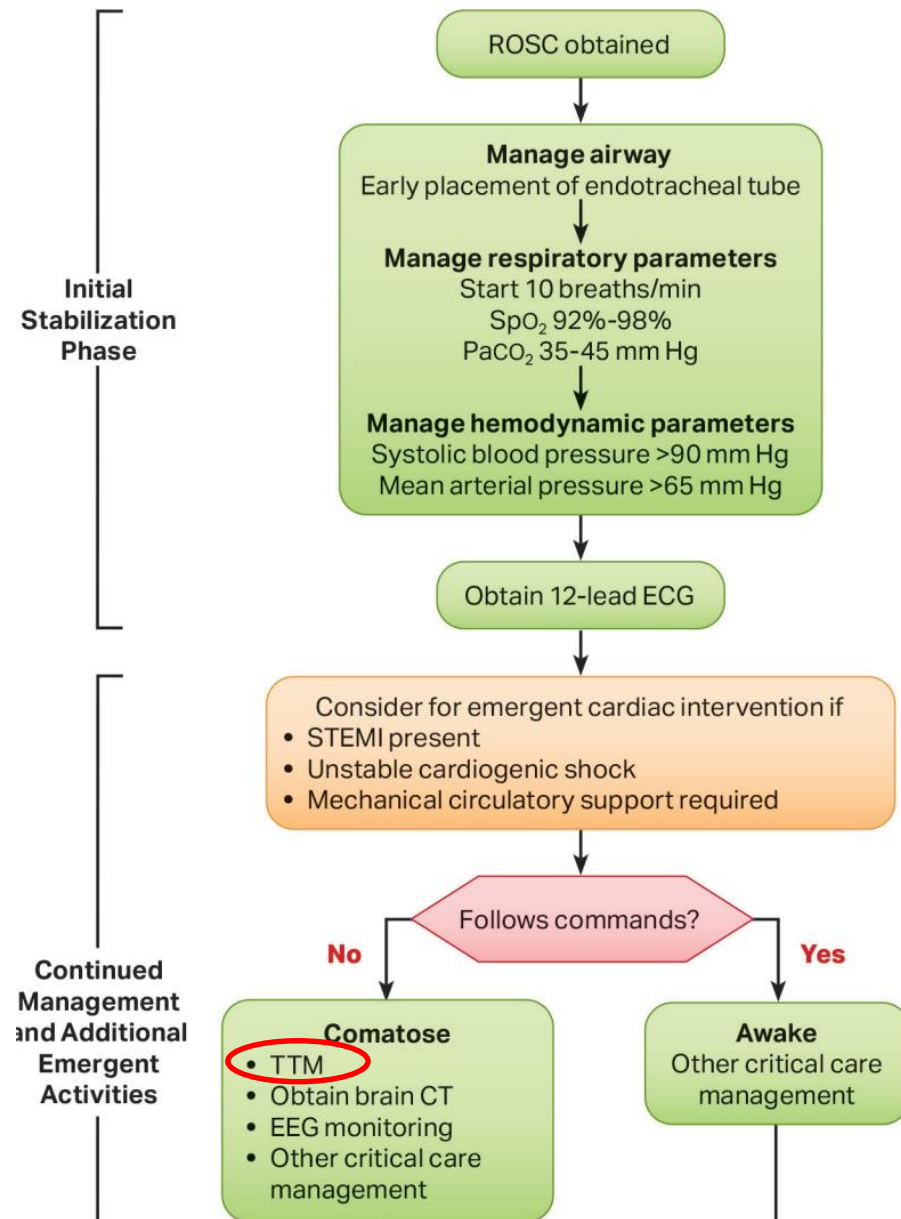 ROSC obtained
Manage airway
Early placement of endotracheal tube
Manage respiratory parameters
Start 10 breaths/min
SpO₂ 92%-98%
PaCO₂ 35-45 mm Hg
Manage hemodynamic parameters
Systolic blood pressure >90 mm Hg
Mean arterial pressure >65 mm Hg
Initial
Stabilization
Phase
Obtain 12-lead ECG
Consider for emergent cardiac intervention if
• STEMI present
• Unstable cardiogenic shock
• Mechanical circulatory support required
Follows commands?
No
Yes
Continued
Management
and Additional
Emergent
Activities
Comatose
• TTM
• Obtain brain CT
• EEG monitoring
• Other critical care
management
Awake
Other critical care
management